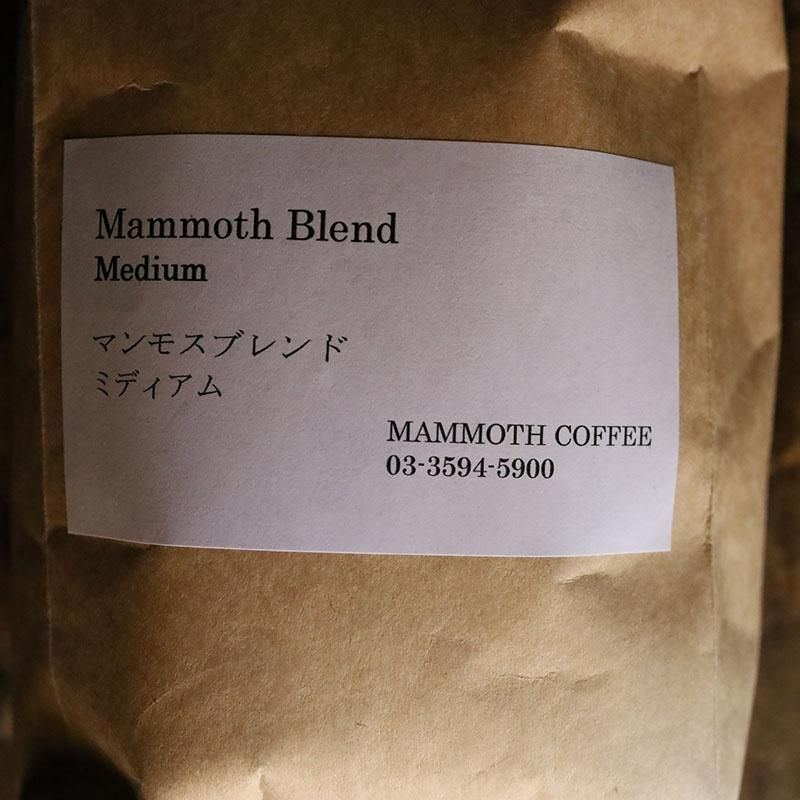 Mammoth Blend
Medium
マンモスブレンド
ミディアム
MAMMOTH COFFEE
03-3594-5900